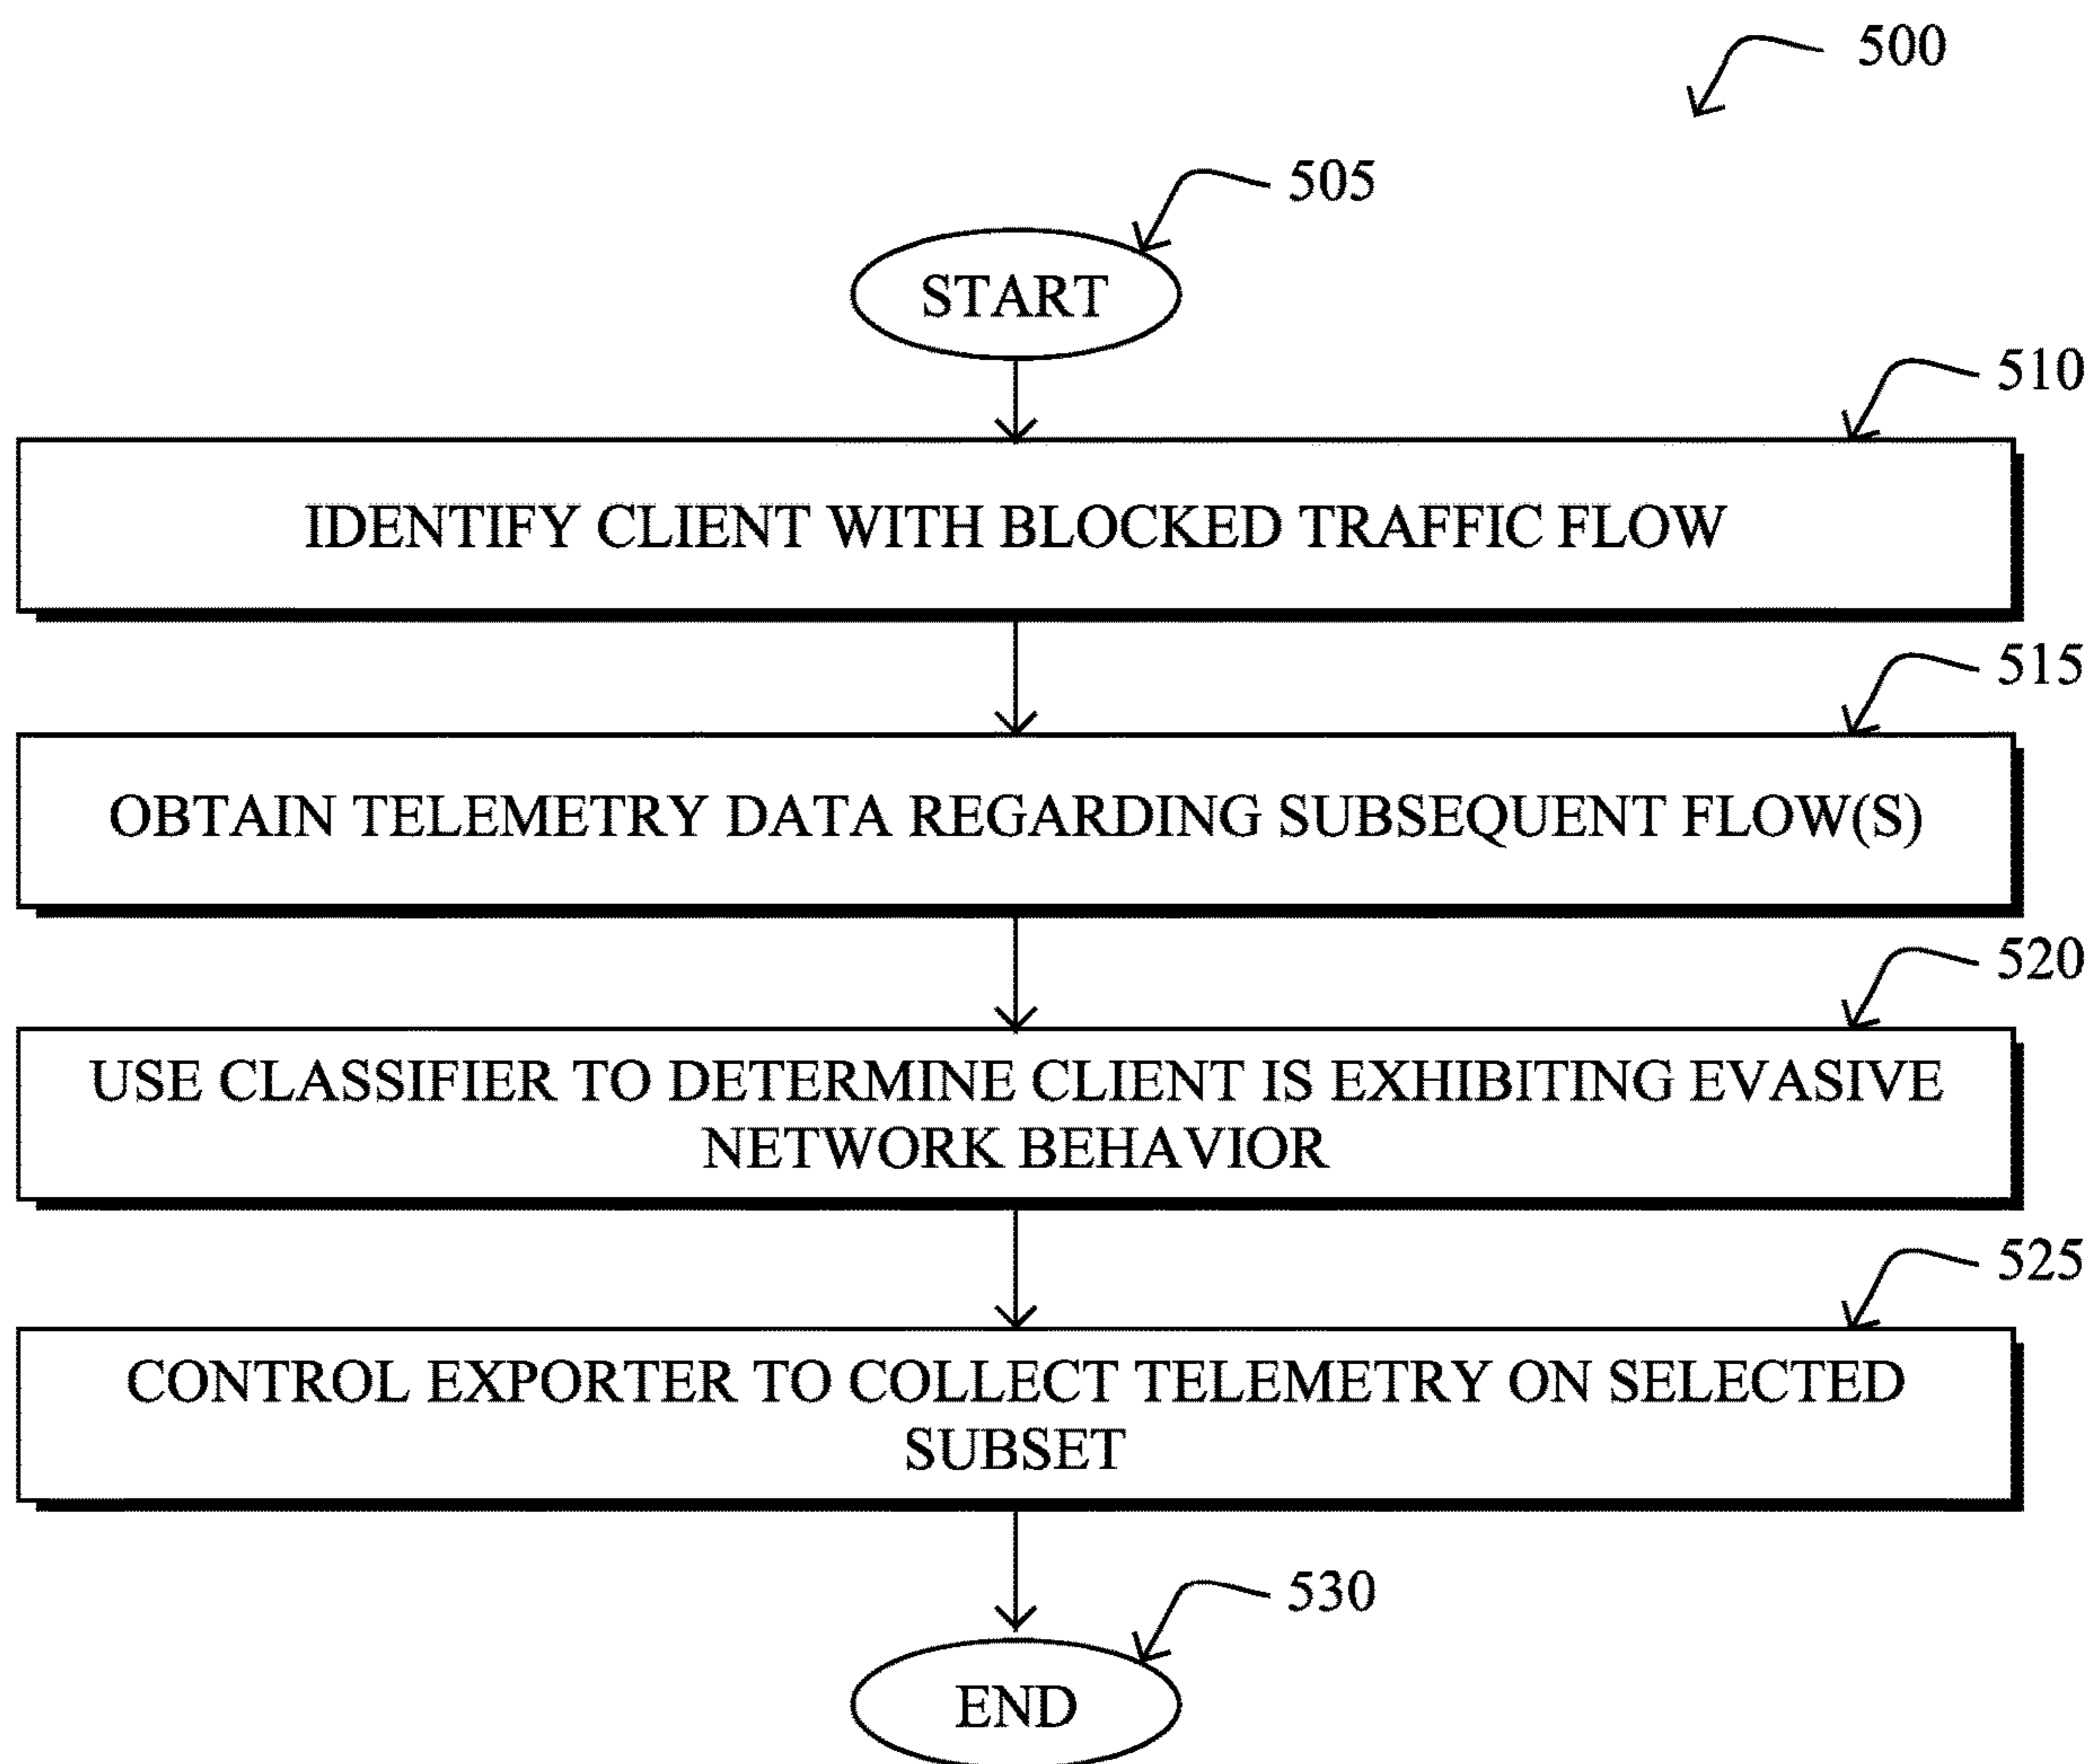 500
505
START
510
IDENTIFY CLIENT WITH BLOCKED TRAFFIC FLOW
515
OBTAIN TELEMETRY DATA REGARDING SUBSEQUENT FLOW(S)
520
USE CLASSIFIER TO DETERMINE CLIENT IS EXHIBITING EVASIVE
NETWORK BEHAVIOR
525
CONTROL EXPORTER TO COLLECT TELEMETRY ON SELECTED
SUBSET
530
END